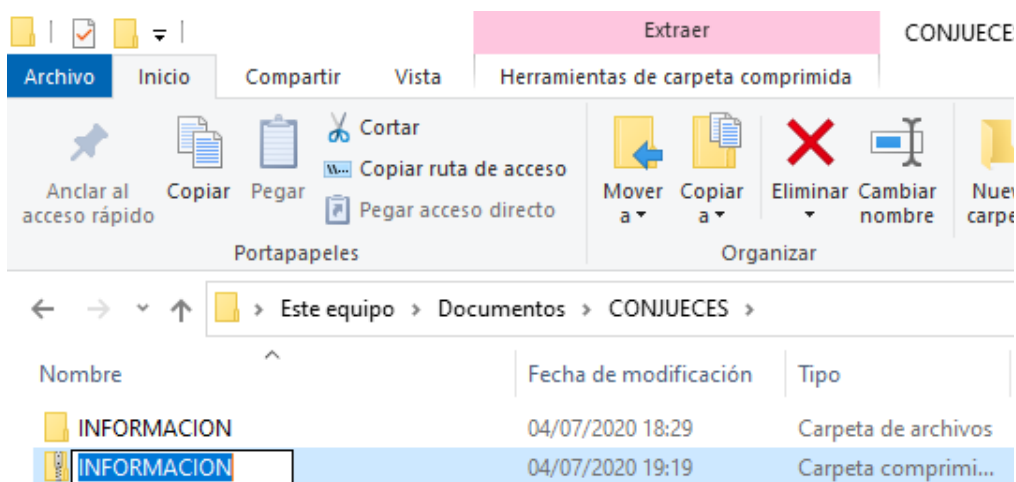 Extraer CONJUECES
Archivo Inicio Compartir Vista Herramientas de carpeta comprimida
Cortar
Copiar ruta de acceso
Pegar acceso directo
Anclar al acceso rápido
Copiar
Pegar
Mover a
Copiar a
Eliminar
Cambiar nombre
Portapapeles Organizar
Este equipo > Documentos > CONJUECES >
Nombre Fecha de modificación Tipo
INFORMACION 04/07/2020 18:29 Carpeta de archivos
INFORMACION 04/07/2020 19:19 Carpeta comprimi...